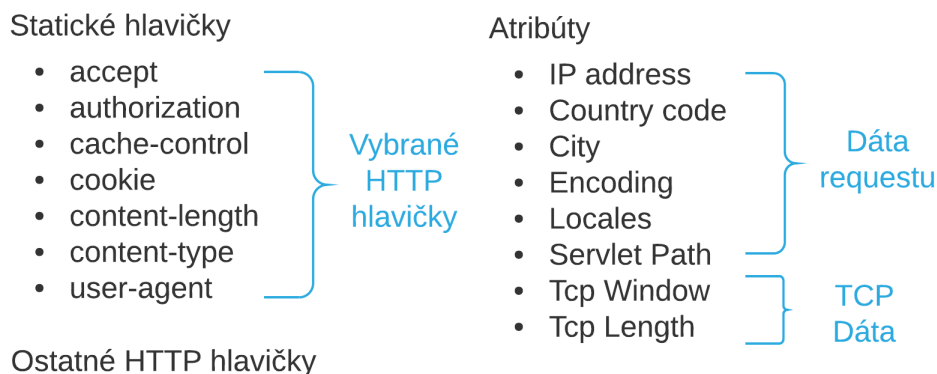 Statické hlavičky
• accept
• authorization
• cache-control
• cookie
• content-length
• content-type
• user-agent
Vybrané
HTTP
hlavičky
Ostatné HTTP hlavičky
Atribúty
• IP address
• Country code
• City
• Encoding
• Locales
• Servlet Path
• Tcp Window
• Tcp Length
Dáta
requestu
TCP
Dáta